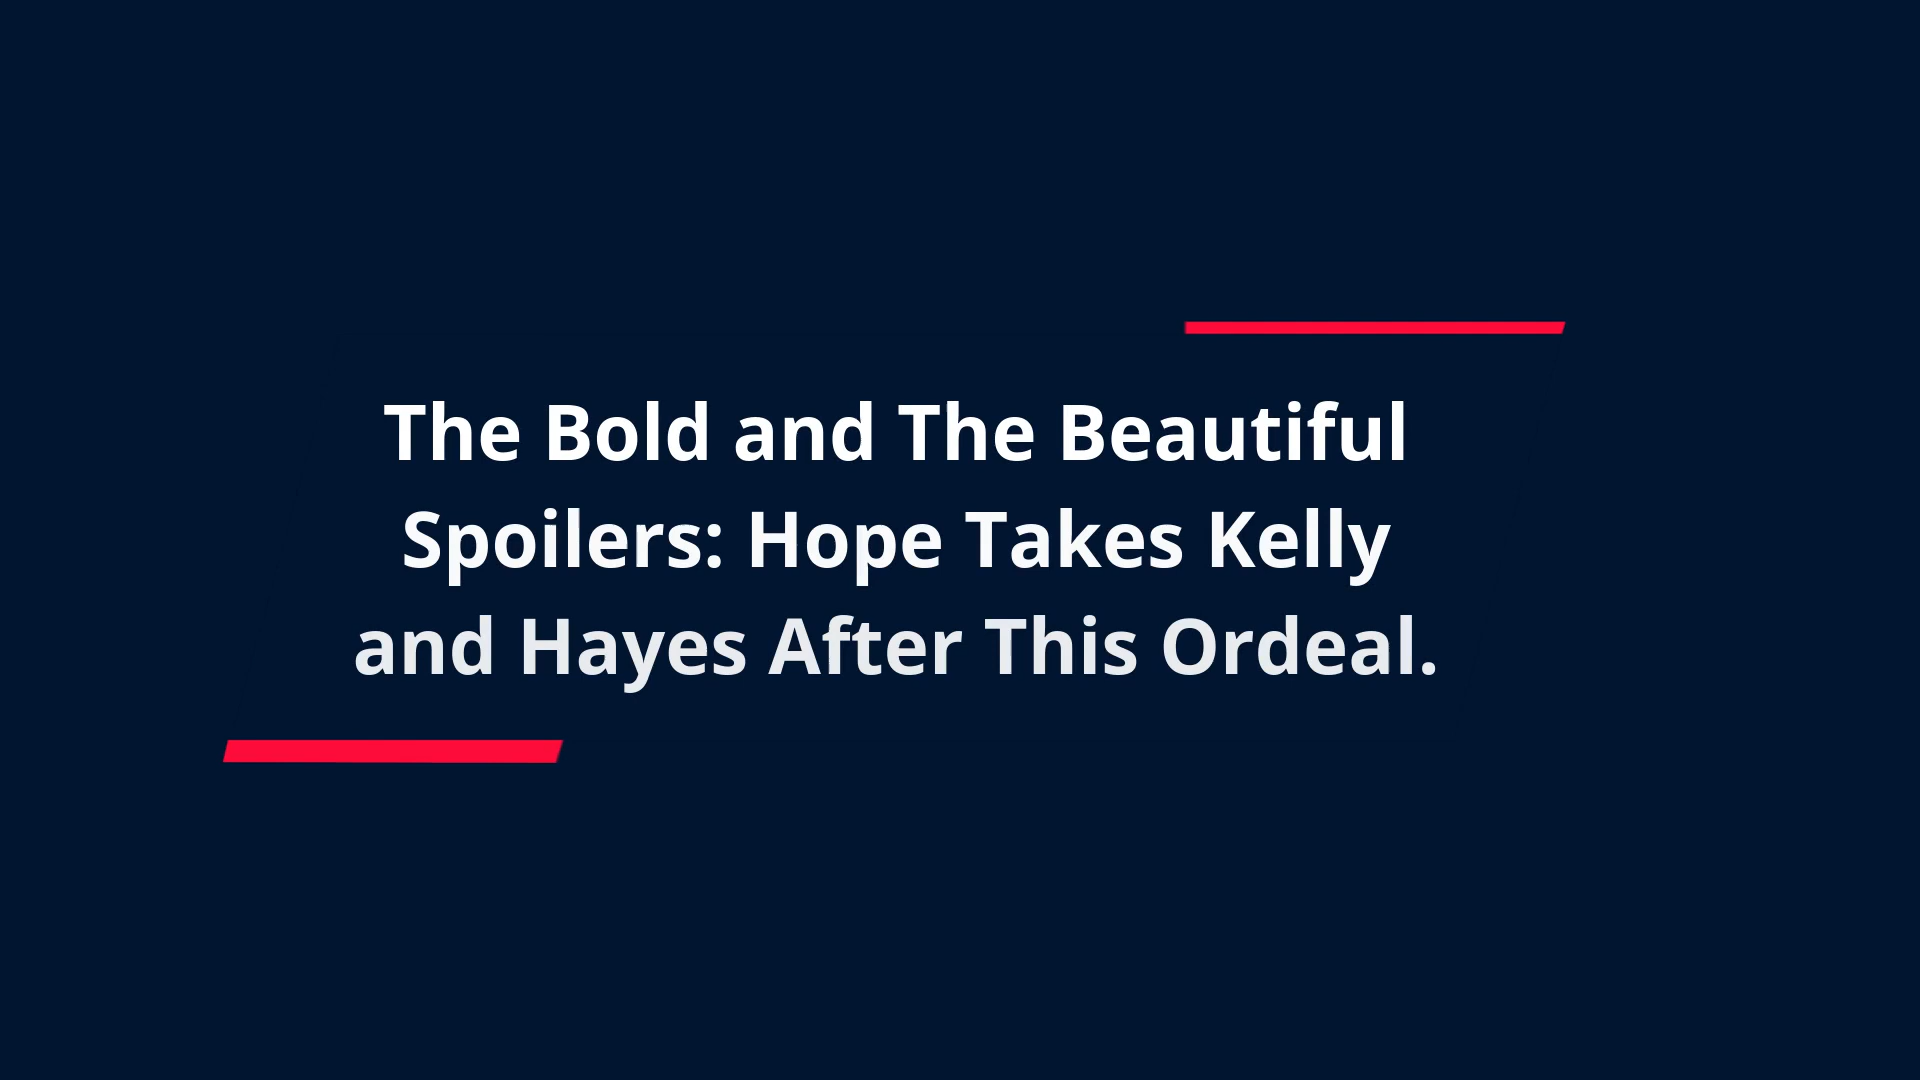 The Bold and The Beautiful
Spoilers: Hope Takes Kelly
and Hayes After This Ordeal.